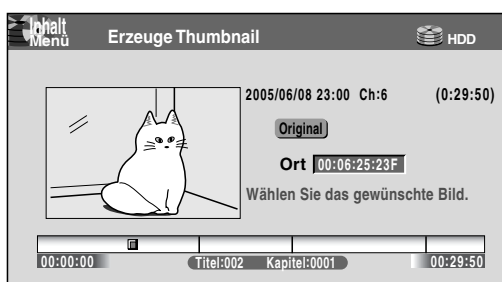 Inhalt
Menü
Erzeuge Thumbnail
HDD
2005/06/08 23:00 Ch:6 (0:29:50)
Original
Ort 00:06:25:23F
Wählen Sie das gewünschte Bild.
00:00:00 Titel:002 Kapitel:0001 00:29:50